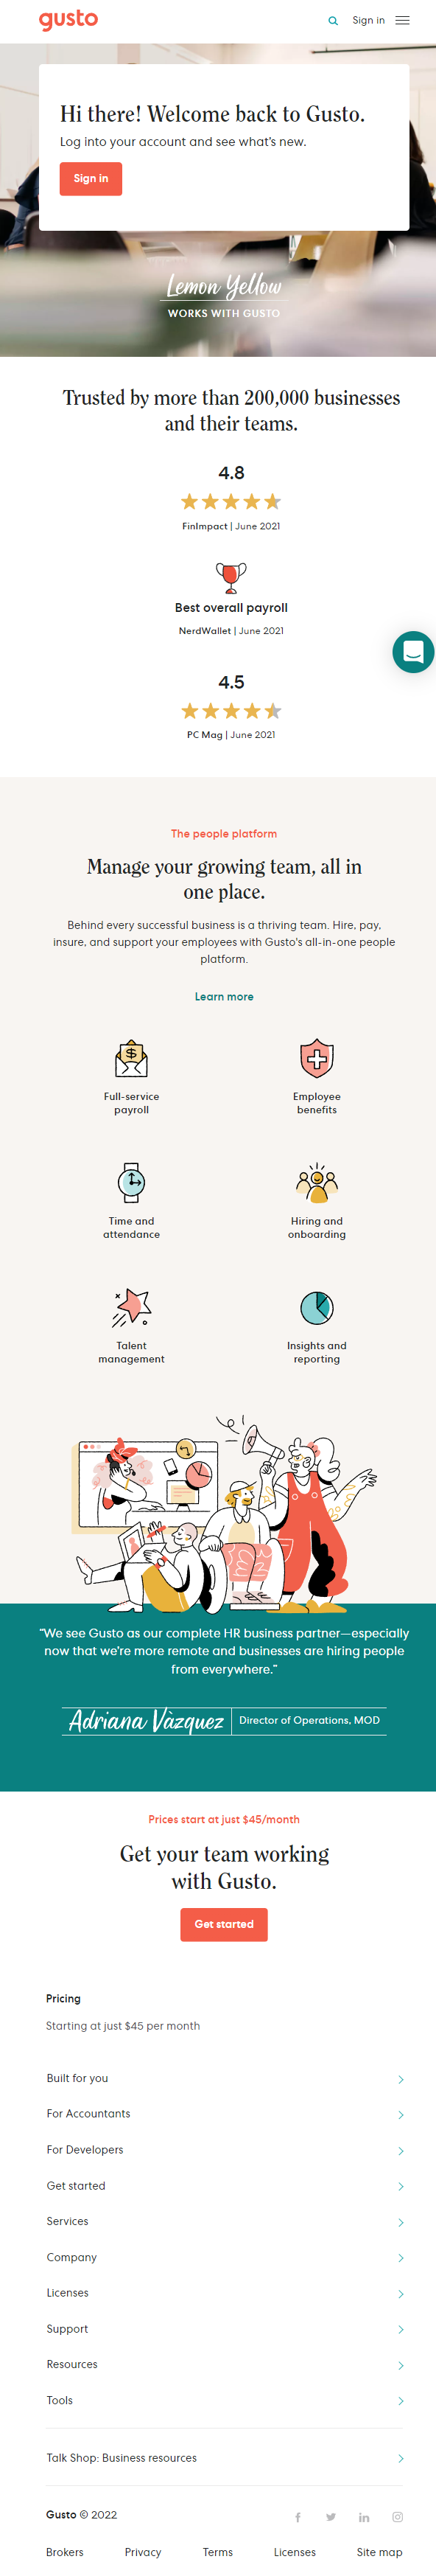 gusto
Sign in
Hi there! Welcome back to Gusto.
Log into your account and see what's new.
Sign in
Lemon Yellow
WORKS WITH GUSTO
Trusted by more than 200,000 businesses
and their teams.
4.8
FinImpact | June 2021
Best overall payroll
NerdWallet | June 2021
4.5
PC Mag | June 2021
The people platform
Manage your growing team, all in
one place.
Behind every successful business is a thriving team. Hire, pay,
insure, and support your employees with Gusto's all-in-one people
platform.
Learn more
Full-service
payroll
Employee
benefits
Time and
attendance
Hiring and
onboarding
Talent
management
Insights and
reporting
"We see Gusto as our complete HR business partner—especially
now that we're more remote and businesses are hiring people
from everywhere."
Adriana Vàzquez
Director of Operations, MOD
Prices start at just $45/month
Get your team working
with Gusto.
Get started
Pricing
Starting at just $45 per month
Built for you
For Accountants
For Developers
Get started
Services
Company
Licenses
Support
Resources
Tools
Talk Shop: Business resources
Gusto © 2022
Brokers Privacy Terms Licenses Site map